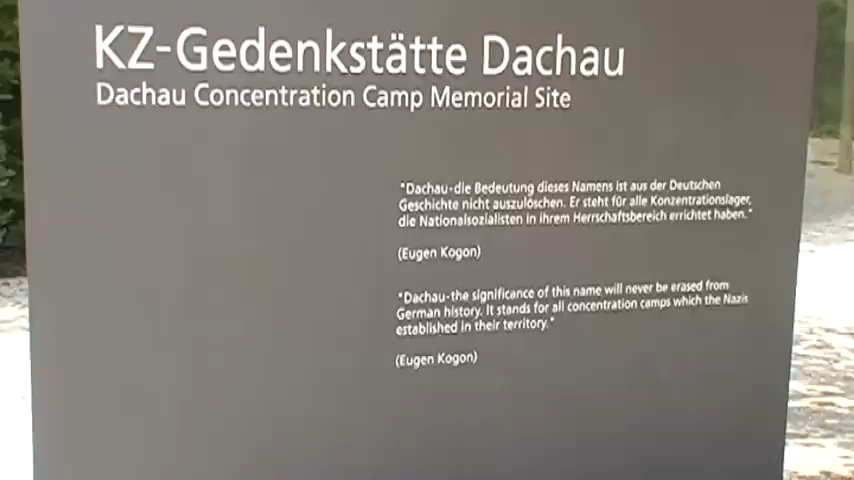 KZ-Gedenkstätte Dachau
Dachau Concentration Camp Memorial Site
"Dachau-die Bedeutung dieses Namens ist aus der Deutschen
Geschichte nicht auszulöschen. Er steht für alle Konzentrationslager,
die Nationalsozialisten in ihrem Herrschaftsbereich errichtet haben."
(Eugen Kogon)
"Dachau-the significance of this name will never be erased from
German history. It stands for all concentration camps which the Nazis
established in their territory."
(Eugen Kogon)